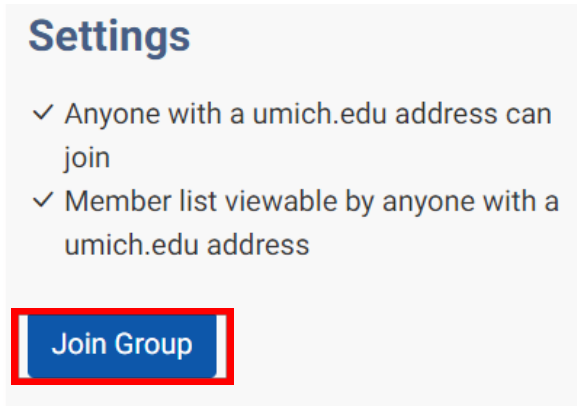 Settings
✓ Anyone with a umich.edu address can
join
✓ Member list viewable by anyone with a
umich.edu address
Join Group